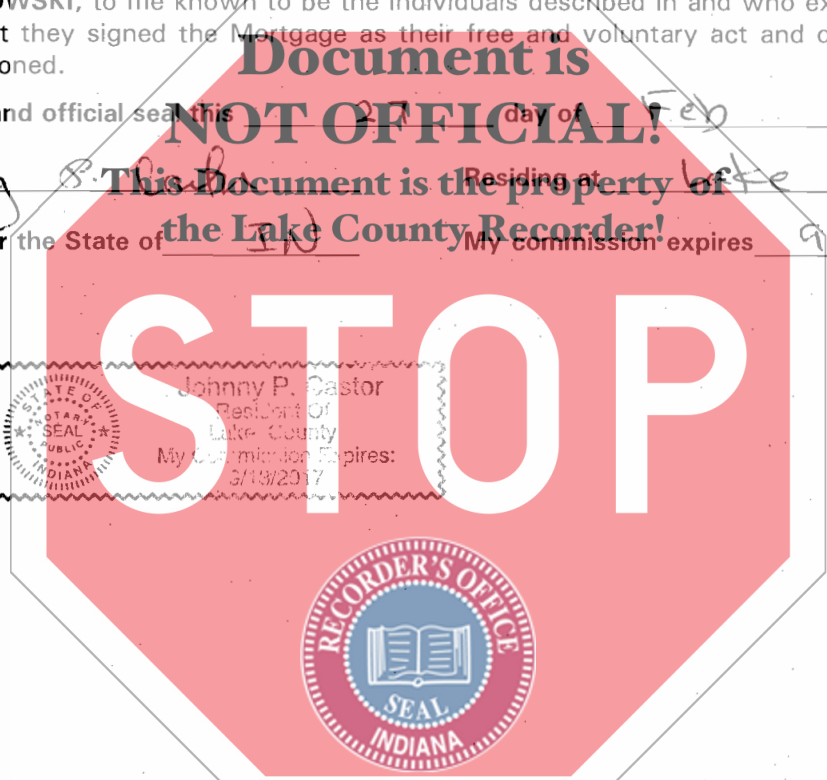 OWSKI, to me known to be the individuals described in and who ex
t they signed the Mortgage as their free and voluntary act and d
oned.
Document is
nd official seal this 27 day of Feb
NOT OFFICIAL!
P. Residing at Lake
This Document is the property of
the Lake County Recorder!
r the State of IN My commission expires 9
STOP
Johnny P. Castor
Resident Of
Lake County
My Commission Expires:
STATE OF INDIANA
NOTARY PUBLIC
SEAL
RECORDER'S OFFICE
SEAL
INDIANA